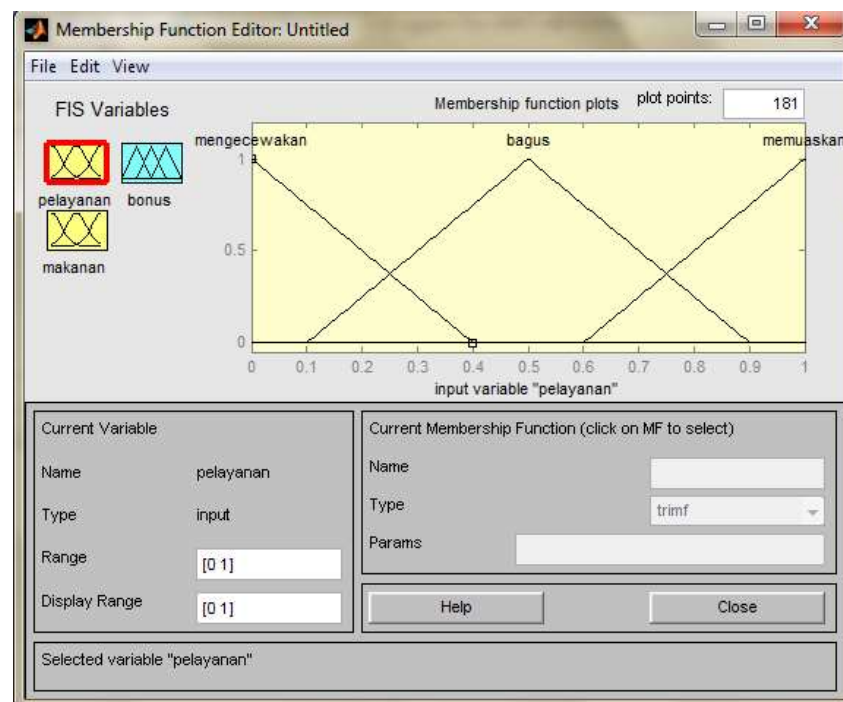 Membership Function Editor: Untitled
File Edit View
FIS Variables
pelayanan bonus
makanan
Membership function plots plot points: 181
mengecewakan bagus memuaskan
1
0.5
0
0 0.1 0.2 0.3 0.4 0.5 0.6 0.7 0.8 0.9 1
input variable "pelayanan"
Current Variable
Name pelayanan
Type input
Range [0 1]
Display Range [0 1]
Current Membership Function (click on MF to select)
Name
Type trimf
Params
Help Close
Selected variable "pelayanan"